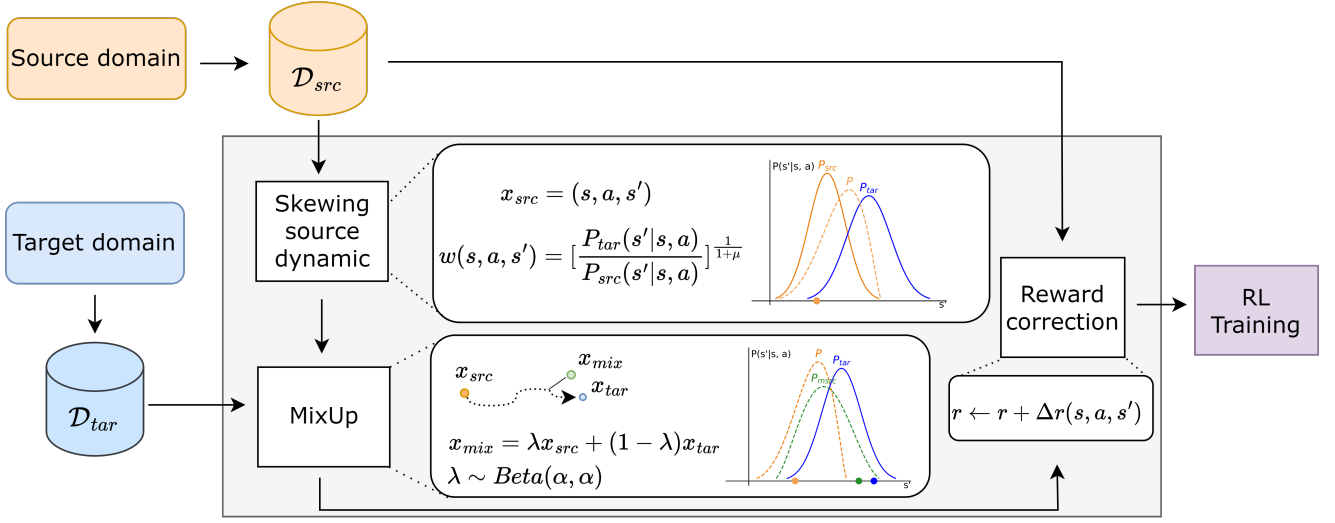 Source domain
𝒟_src
Target domain
𝒟_tar
Skewing
source
dynamic
x_src = (s, a, s′)
w(s, a, s′) = [P_tar(s′|s, a) / P_src(s′|s, a)]^(1/(1+μ))
P(s'|s, a)
P_src
P
P_tar
s'
MixUp
x_src
x_mix
x_tar
x_mix = λx_src + (1 − λ)x_tar
λ ∼ Beta(α, α)
P(s'|s, a)
P
P_tar
s'
Reward
correction
r ← r + Δr(s, a, s′)
RL
Training